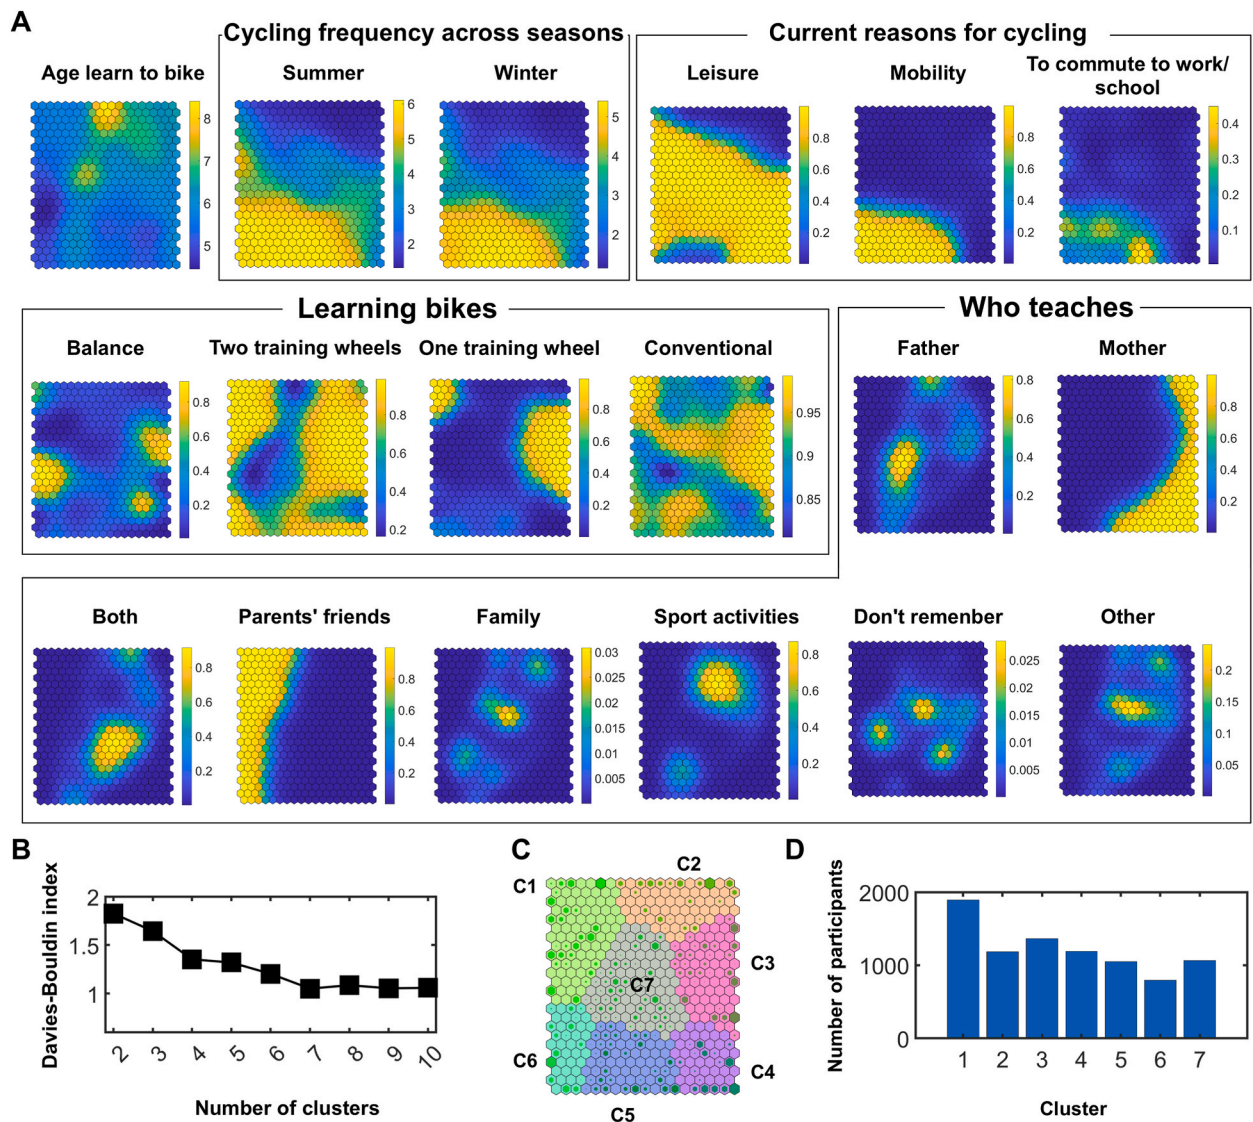 A
Cycling frequency across seasons
Current reasons for cycling
Age learn to bike
Summer
Winter
Leisure
Mobility
To commute to work/
school
8
7
6
5
6
5
4
3
2
5
4
3
2
0.8
0.6
0.4
0.2
0.8
0.6
0.4
0.2
0.4
0.3
0.2
0.1
Learning bikes
Who teaches
Balance
Two training wheels
One training wheel
Conventional
Father
Mother
0.8
0.6
0.4
0.2
0.8
0.6
0.4
0.2
0.8
0.6
0.4
0.2
0.95
0.9
0.85
0.8
0.6
0.4
0.2
0.8
0.6
0.4
0.2
Both
Parents' friends
Family
Sport activities
Don't remenber
Other
0.8
0.6
0.4
0.2
0.8
0.6
0.4
0.2
0.03
0.025
0.02
0.015
0.01
0.005
0.8
0.6
0.4
0.2
0.025
0.02
0.015
0.01
0.005
0.2
0.15
0.1
0.05
B
Davies-Bouldin index
2
1.5
1
2
3
4
5
6
7
8
9
10
Number of clusters
C
C1
C2
C3
C7
C6
C4
C5
D
Number of participants
2000
1000
0
1
2
3
4
5
6
7
Cluster